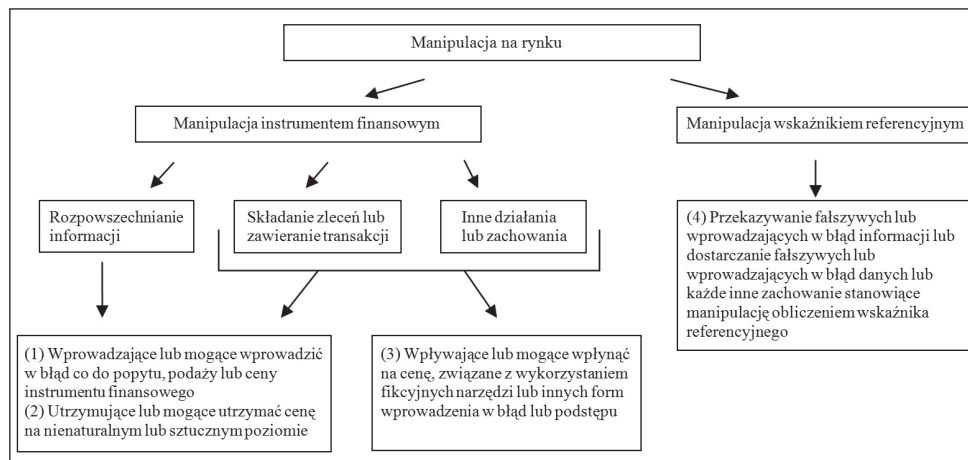 Manipulacja na rynku
Manipulacja instrumentem finansowym
Manipulacja wskaźnikiem referencyjnym
Rozpowszechnianie
informacji
Składanie zleceń lub
zawieranie transakcji
Inne działania
lub zachowania
(4) Przekazywanie fałszywych lub
wprowadzających w błąd informacji lub
dostarczanie fałszywych lub
wprowadzających w błąd danych lub
każde inne zachowanie stanowiące
manipulację obliczeniem wskaźnika
referencyjnego
(1) Wprowadzające lub mogące wprowadzić
w błąd co do popytu, podaży lub ceny
instrumentu finansowego
(2) Utrzymujące lub mogące utrzymać cenę
na nienaturalnym lub sztucznym poziomie
(3) Wpływające lub mogące wpłynąć
na cenę, związane z wykorzystaniem
fikcyjnych narzędzi lub innych form
wprowadzenia w błąd lub podstępu